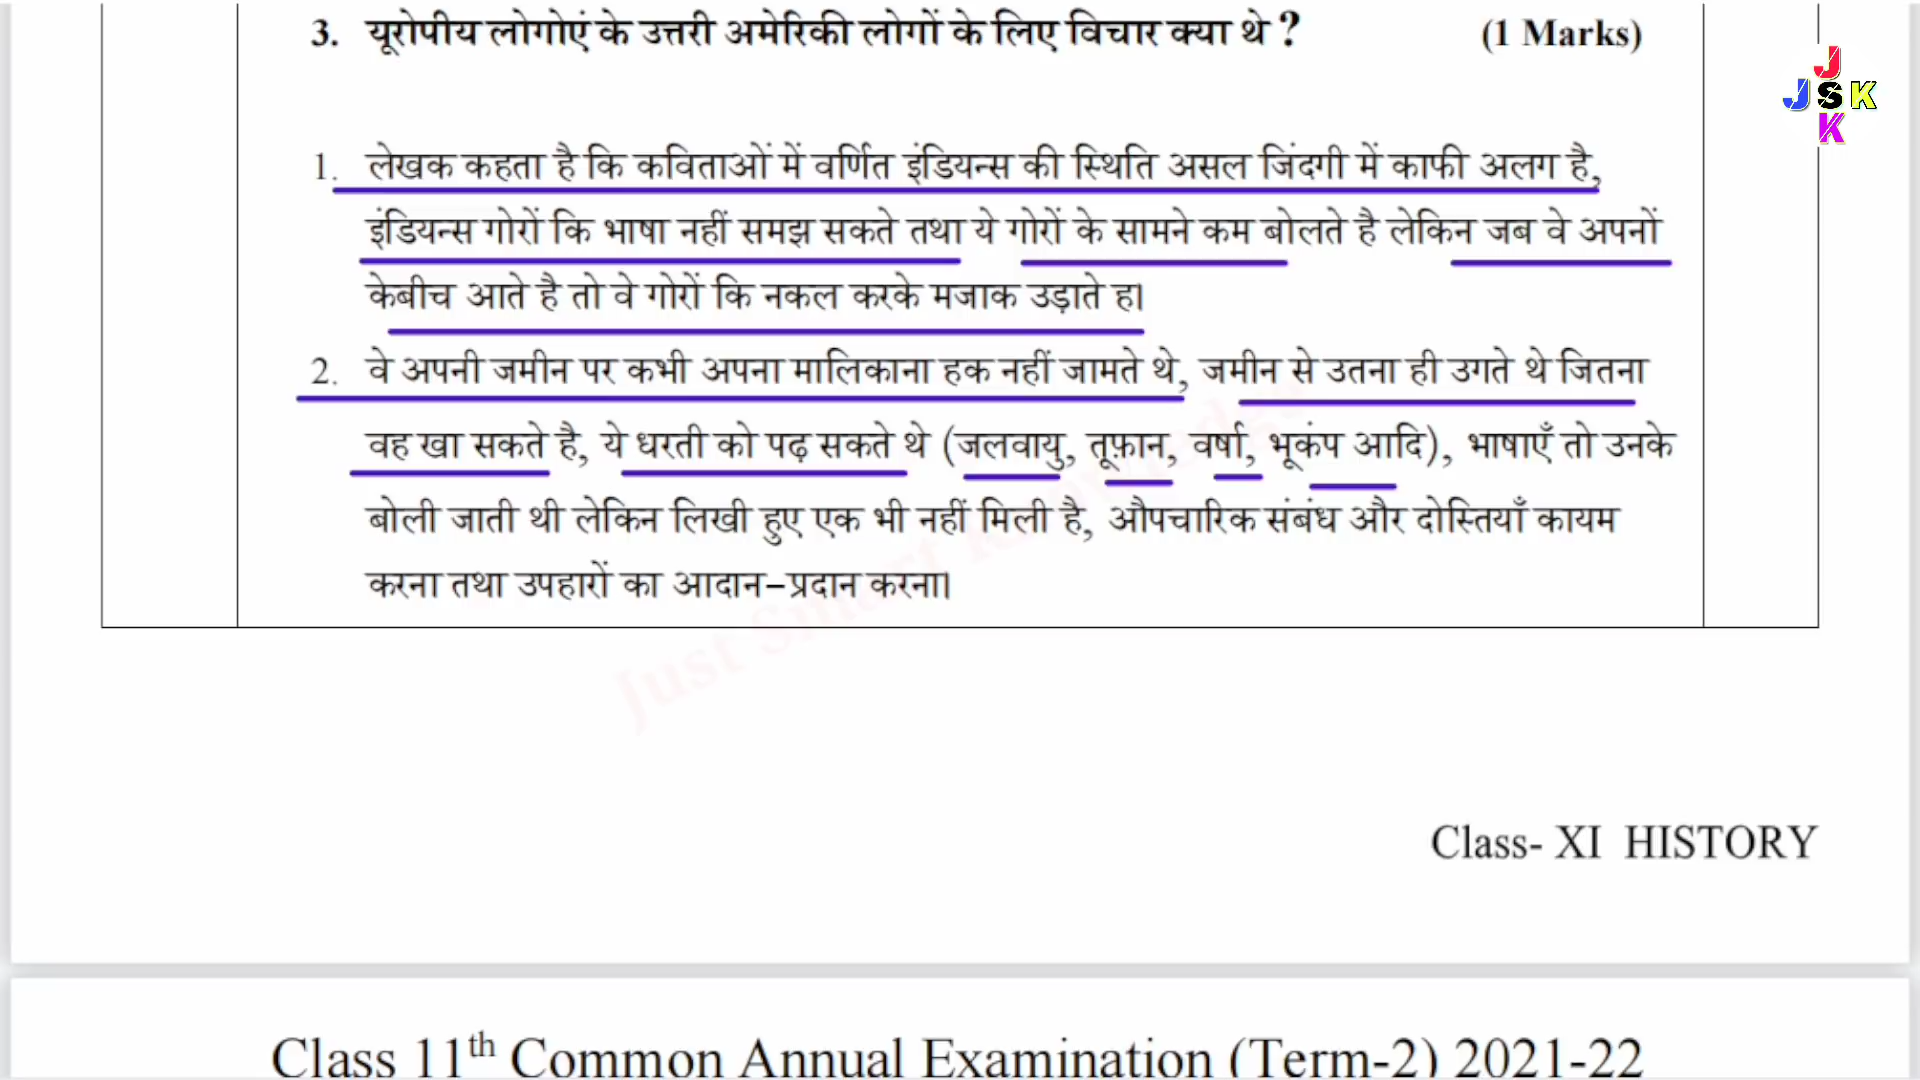 3. यूरोपीय लोगोएं के उत्तरी अमेरिकी लोगों के लिए विचार क्या थे ? (1 Marks)
J
J S K
K
1. लेखक कहता है कि कविताओं में वर्णित इंडियन्स की स्थिति असल जिंदगी में काफी अलग है,
इंडियन्स गोरों कि भाषा नहीं समझ सकते तथा ये गोरों के सामने कम बोलते है लेकिन जब वे अपनों
केबीच आते है तो वे गोरों कि नकल करके मजाक उड़ाते ह।
2. वे अपनी जमीन पर कभी अपना मालिकाना हक नहीं जामते थे, जमीन से उतना ही उगते थे जितना
वह खा सकते है, ये धरती को पढ़ सकते थे (जलवायु, तूफ़ान, वर्षा, भूकंप आदि), भाषाएँ तो उनके
बोली जाती थी लेकिन लिखी हुए एक भी नहीं मिली है, औपचारिक संबंध और दोस्तियाँ कायम
करना तथा उपहारों का आदान–प्रदान करना।
Just Smart Knowledge
Class- XI HISTORY
Class 11th Common Annual Examination (Term-2) 2021-22